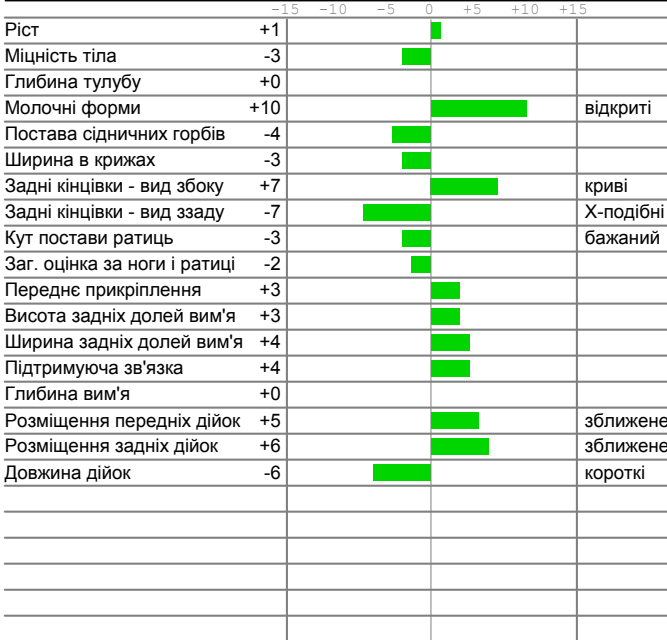 -15 -10 -5 0 +5 +10 +15
Ріст +1
Міцність тіла -3
Глибина тулубу +0
Молочні форми +10 відкриті
Постава сідничних горбів -4
Ширина в крижах -3
Задні кінцівки - вид збоку +7 криві
Задні кінцівки - вид ззаду -7 Х-подібні
Кут постави ратиць -3 бажаний
Заг. оцінка за ноги і ратиці -2
Переднє прикріплення +3
Висота задніх долей вим'я +3
Ширина задніх долей вим'я +4
Підтримуюча зв'язка +4
Глибина вим'я +0
Розміщення передніх дійок +5 зближене
Розміщення задніх дійок +6 зближене
Довжина дійок -6 короткі